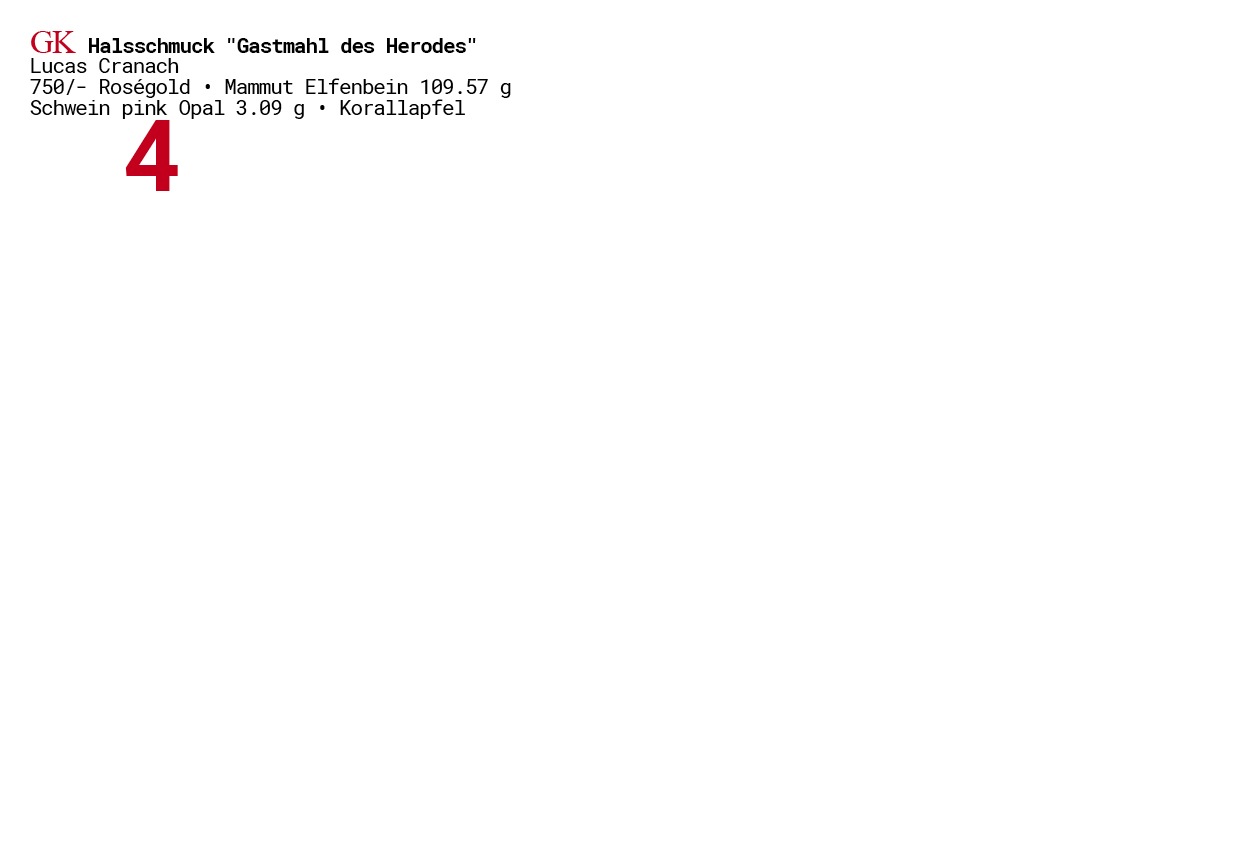 GK Halsschmuck "Gastmahl des Herodes"
Lucas Cranach
750/- Roségold • Mammut Elfenbein 109.57 g
Schwein pink Opal 3.09 g • Korallapfel
4